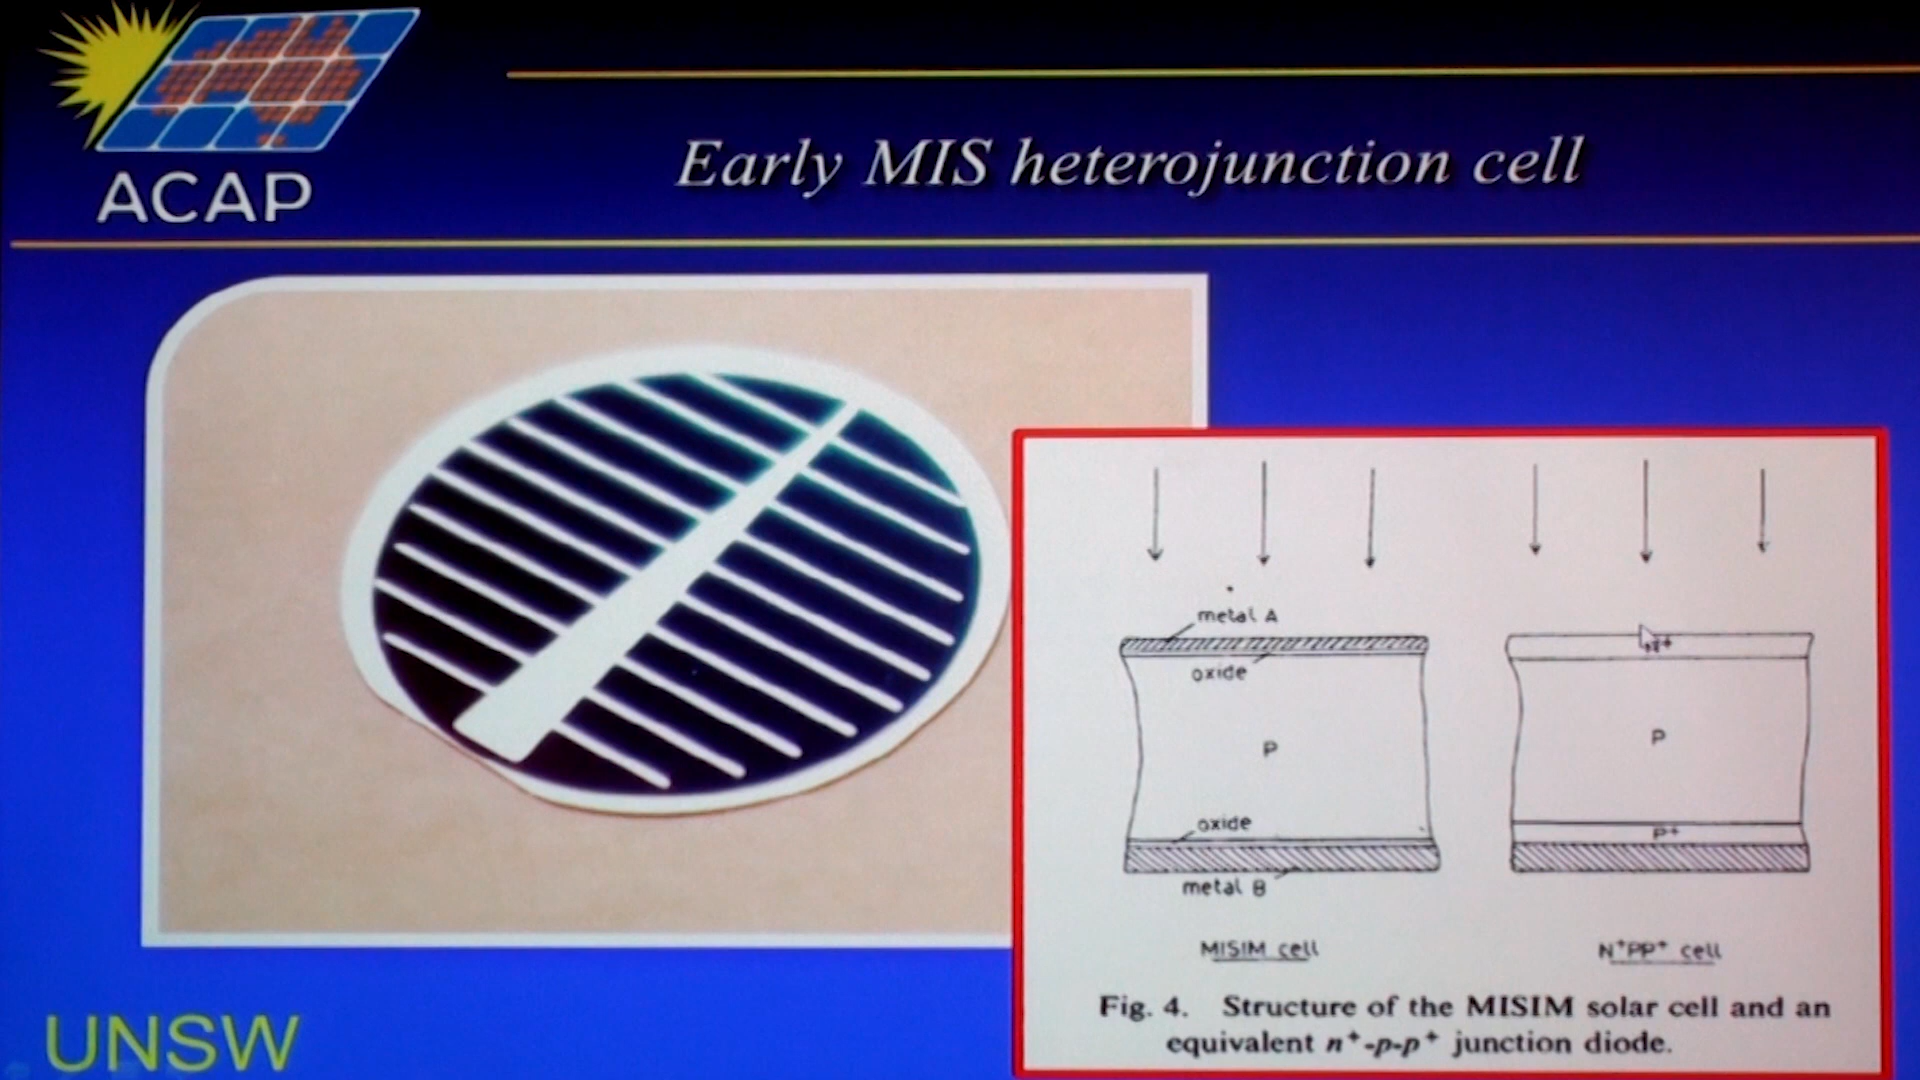 ACAP
Early MIS heterojunction cell
metal A
oxide
P
oxide
metal B
MISIM cell
P
P+
N+PP+ cell
Fig. 4. Structure of the MISIM solar cell and an
equivalent n+-p-p+ junction diode.
UNSW